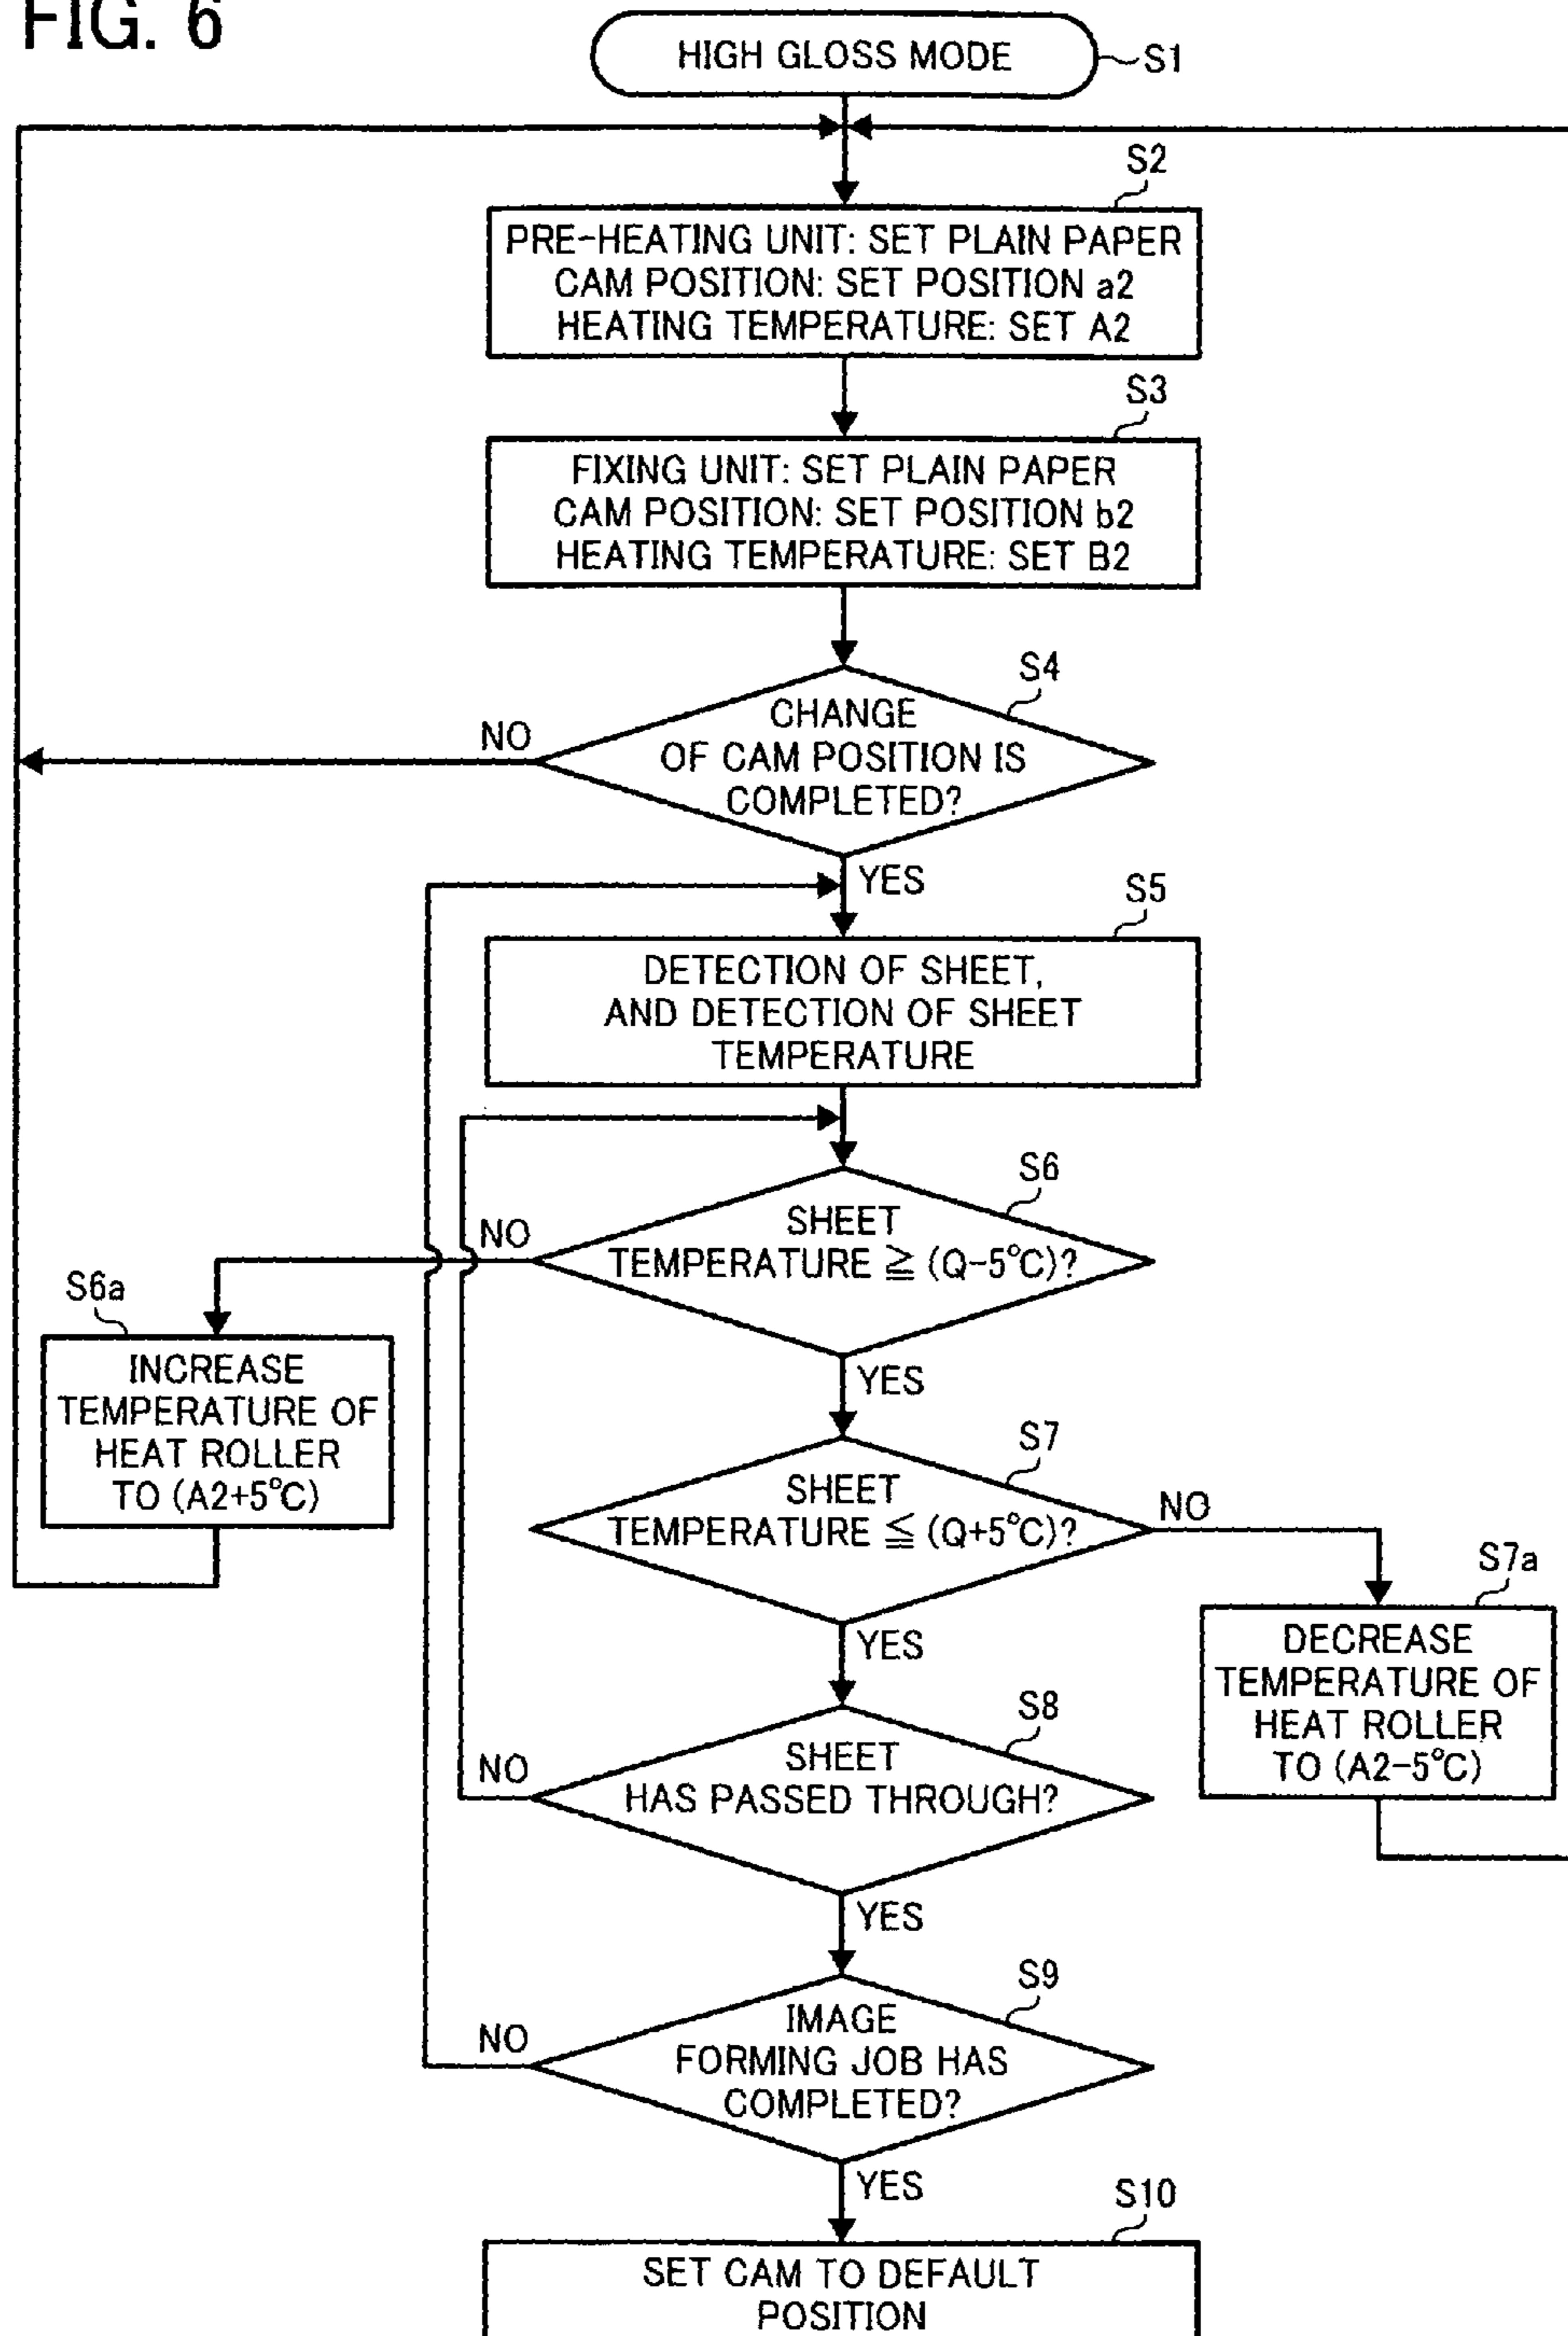 FIG. 6
HIGH GLOSS MODE
S1
S2
PRE-HEATING UNIT: SET PLAIN PAPER
CAM POSITION: SET POSITION a2
HEATING TEMPERATURE: SET A2
S3
FIXING UNIT: SET PLAIN PAPER
CAM POSITION: SET POSITION b2
HEATING TEMPERATURE: SET B2
S4
NO
CHANGE
OF CAM POSITION IS
COMPLETED?
YES
S5
DETECTION OF SHEET,
AND DETECTION OF SHEET
TEMPERATURE
S6
NO
SHEET
TEMPERATURE ≧ (Q-5°C)?
S6a
INCREASE
TEMPERATURE OF
HEAT ROLLER
TO (A2+5°C)
YES
S7
SHEET
TEMPERATURE ≦ (Q+5°C)?
NO
S7a
DECREASE
TEMPERATURE OF
HEAT ROLLER
TO (A2-5°C)
YES
S8
NO
SHEET
HAS PASSED THROUGH?
YES
S9
NO
IMAGE
FORMING JOB HAS
COMPLETED?
YES
S10
SET CAM TO DEFAULT
POSITION